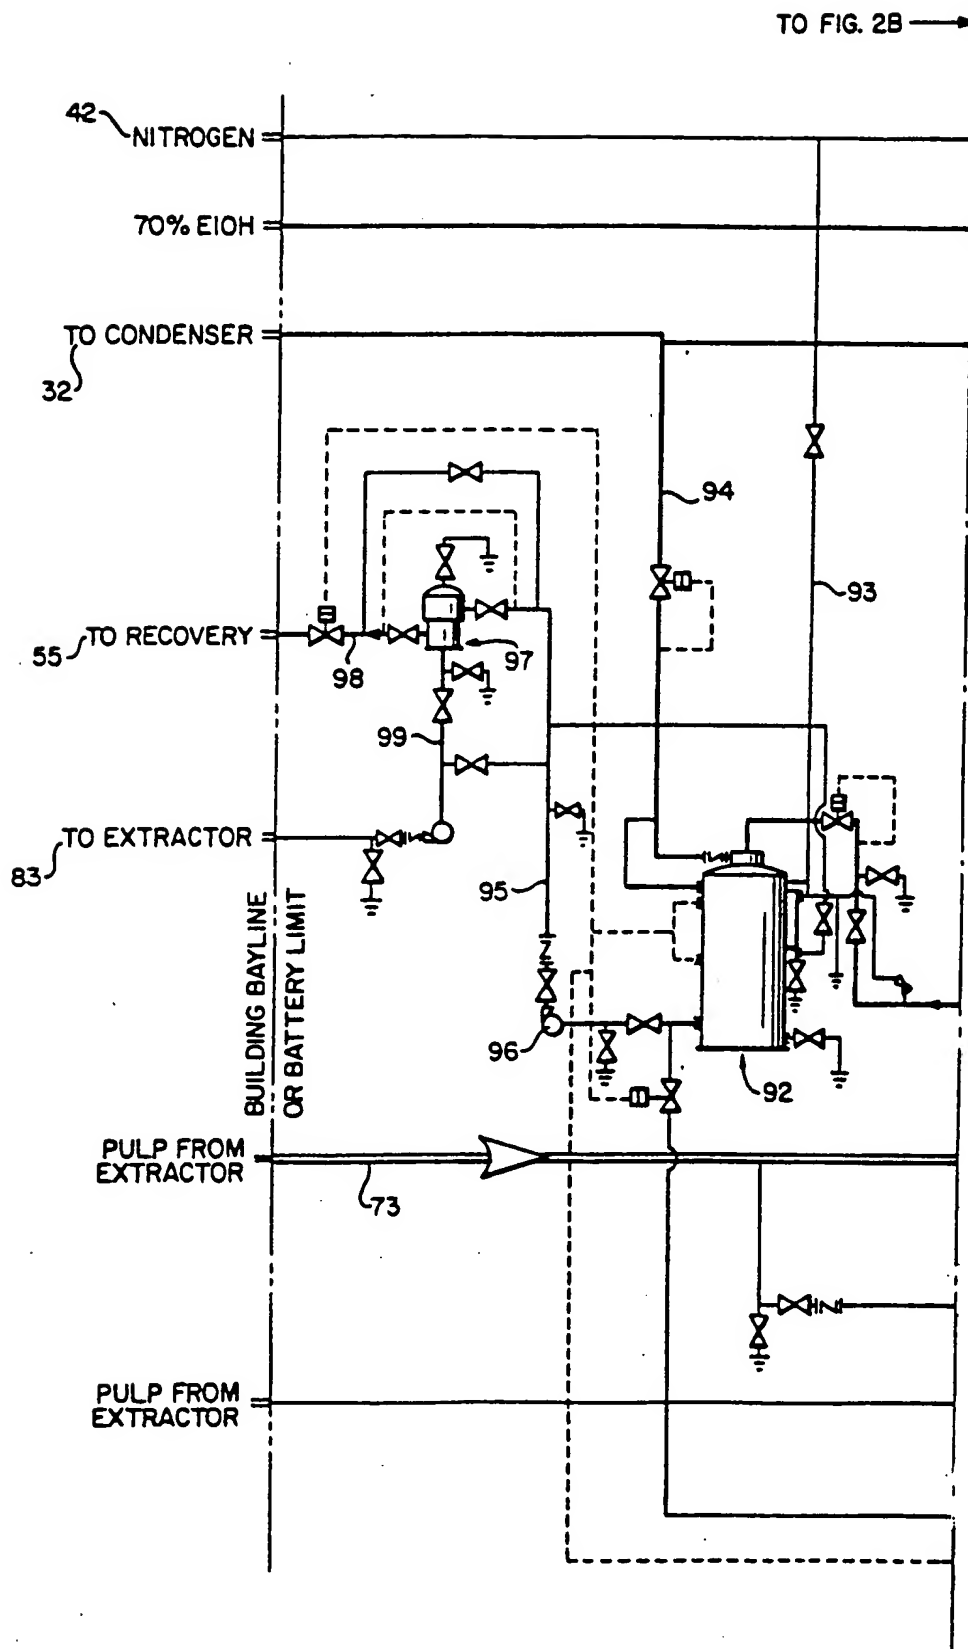 TO FIG. 2B
42
NITROGEN
70% EtOH
TO CONDENSER
32
94
93
55
TO RECOVERY
98
97
99
TO EXTRACTOR
83
95
BUILDING BAYLINE
OR BATTERY LIMIT
96
92
PULP FROM
EXTRACTOR
73
PULP FROM
EXTRACTOR